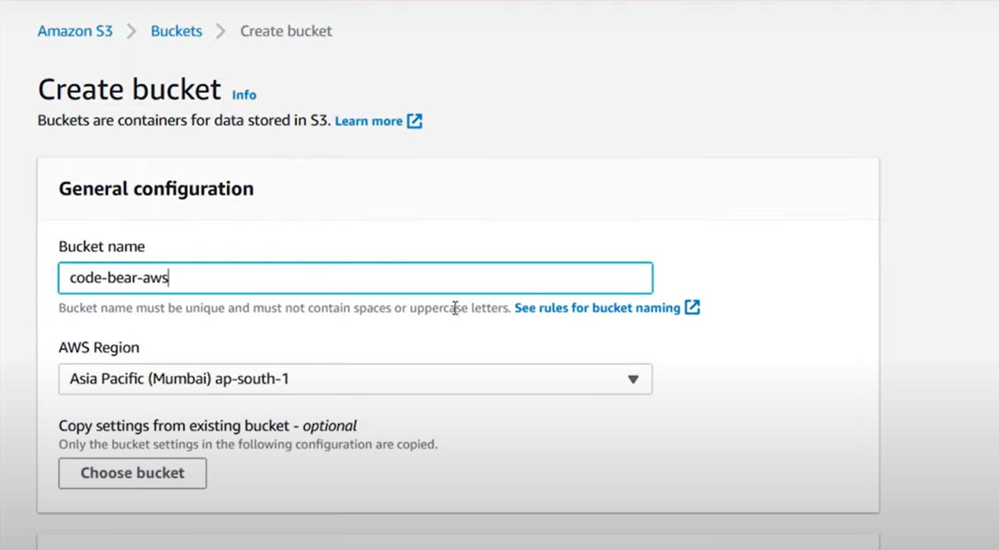 Amazon S3 > Buckets > Create bucket
Create bucket Info
Buckets are containers for data stored in S3. Learn more
General configuration
Bucket name
code-bear-aws
Bucket name must be unique and must not contain spaces or uppercase letters. See rules for bucket naming
AWS Region
Asia Pacific (Mumbai) ap-south-1
Copy settings from existing bucket - optional
Only the bucket settings in the following configuration are copied.
Choose bucket